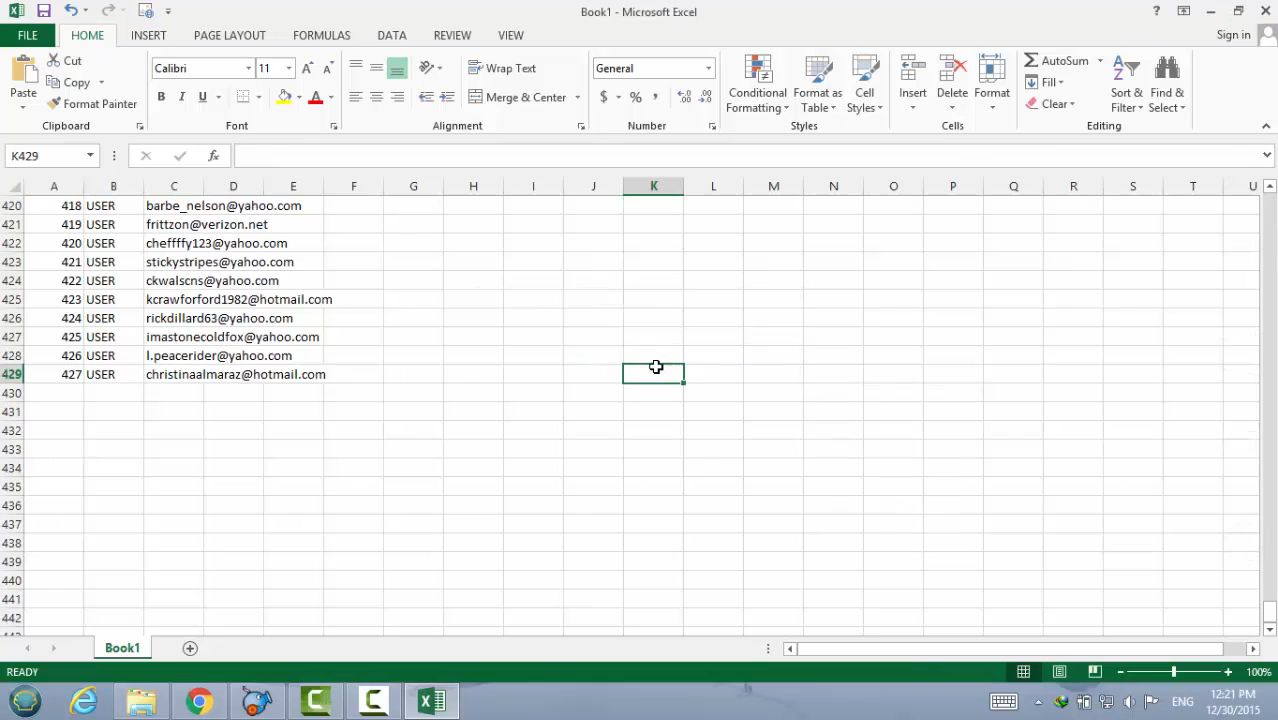 Book1 - Microsoft Excel
?
FILE HOME INSERT PAGE LAYOUT FORMULAS DATA REVIEW VIEW Sign in
Paste Cut Copy Format Painter
Clipboard
Calibri 11
B I U A
Font
Wrap Text
Merge & Center
Alignment
General
$ % ,
Number
Conditional Formatting Format as Table Cell Styles
Styles
Insert Delete Format
Cells
AutoSum Fill Clear Sort & Filter Find & Select
Editing
K429 fx
A B C D E F G H I J K L M N O P Q R S T U
420 418 USER barbe_nelson@yahoo.com
421 419 USER frittzon@verizon.net
422 420 USER cheffffy123@yahoo.com
423 421 USER stickystripes@yahoo.com
424 422 USER ckwalscns@yahoo.com
425 423 USER kcrawforford1982@hotmail.com
426 424 USER rickdillard63@yahoo.com
427 425 USER imastonecoldfox@yahoo.com
428 426 USER l.peacerider@yahoo.com
429 427 USER christinaalmaraz@hotmail.com
430
431
432
433
434
435
436
437
438
439
440
441
442
Book1
READY 100%
ENG 12:21 PM
12/30/2015